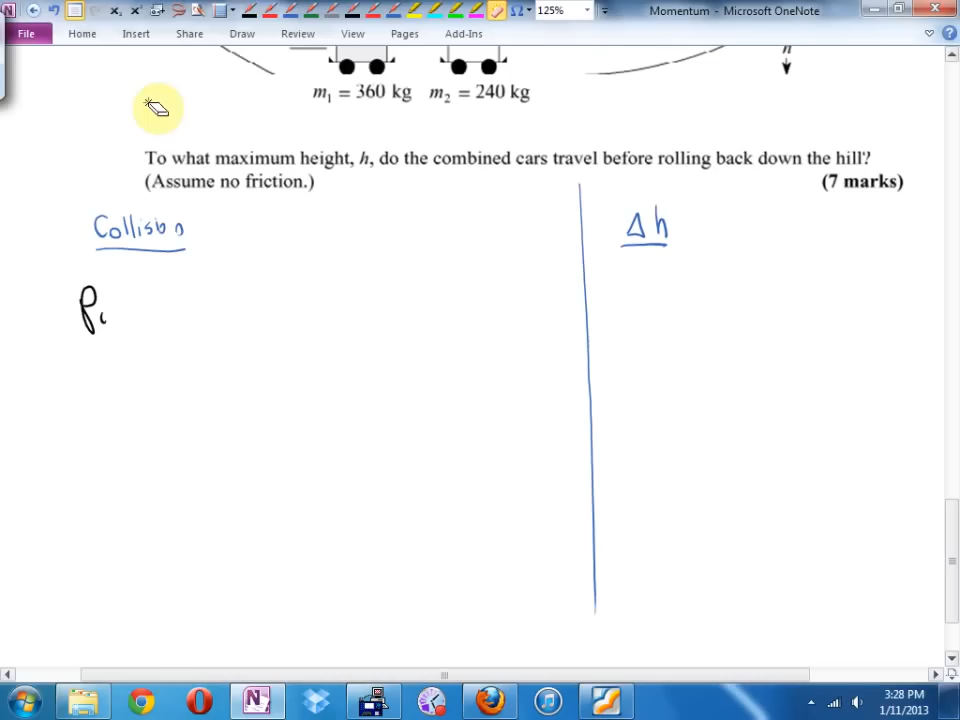 125%
Momentum - Microsoft OneNote
File Home Insert Share Draw Review View Pages Add-Ins
h
m₁ = 360 kg m₂ = 240 kg
To what maximum height, h, do the combined cars travel before rolling back down the hill?
(Assume no friction.) (7 marks)
Collision
Δh
3:28 PM
1/11/2013